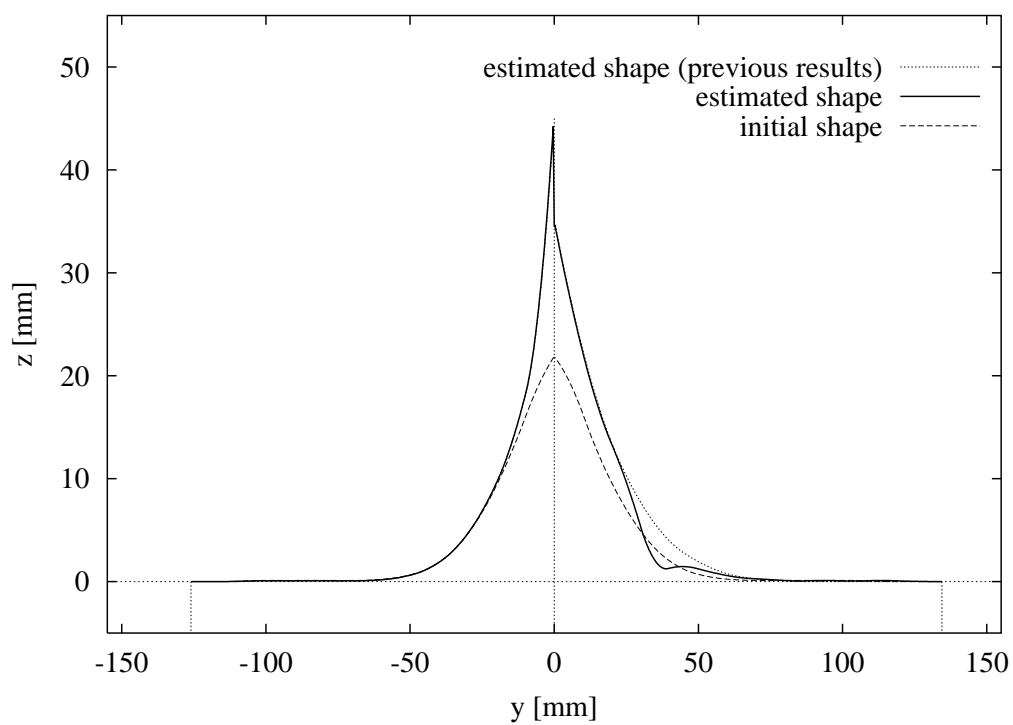 50
40
30
20
10
0
z [mm]
estimated shape (previous results)
estimated shape
initial shape
-150 -100 -50 0 50 100 150
y [mm]